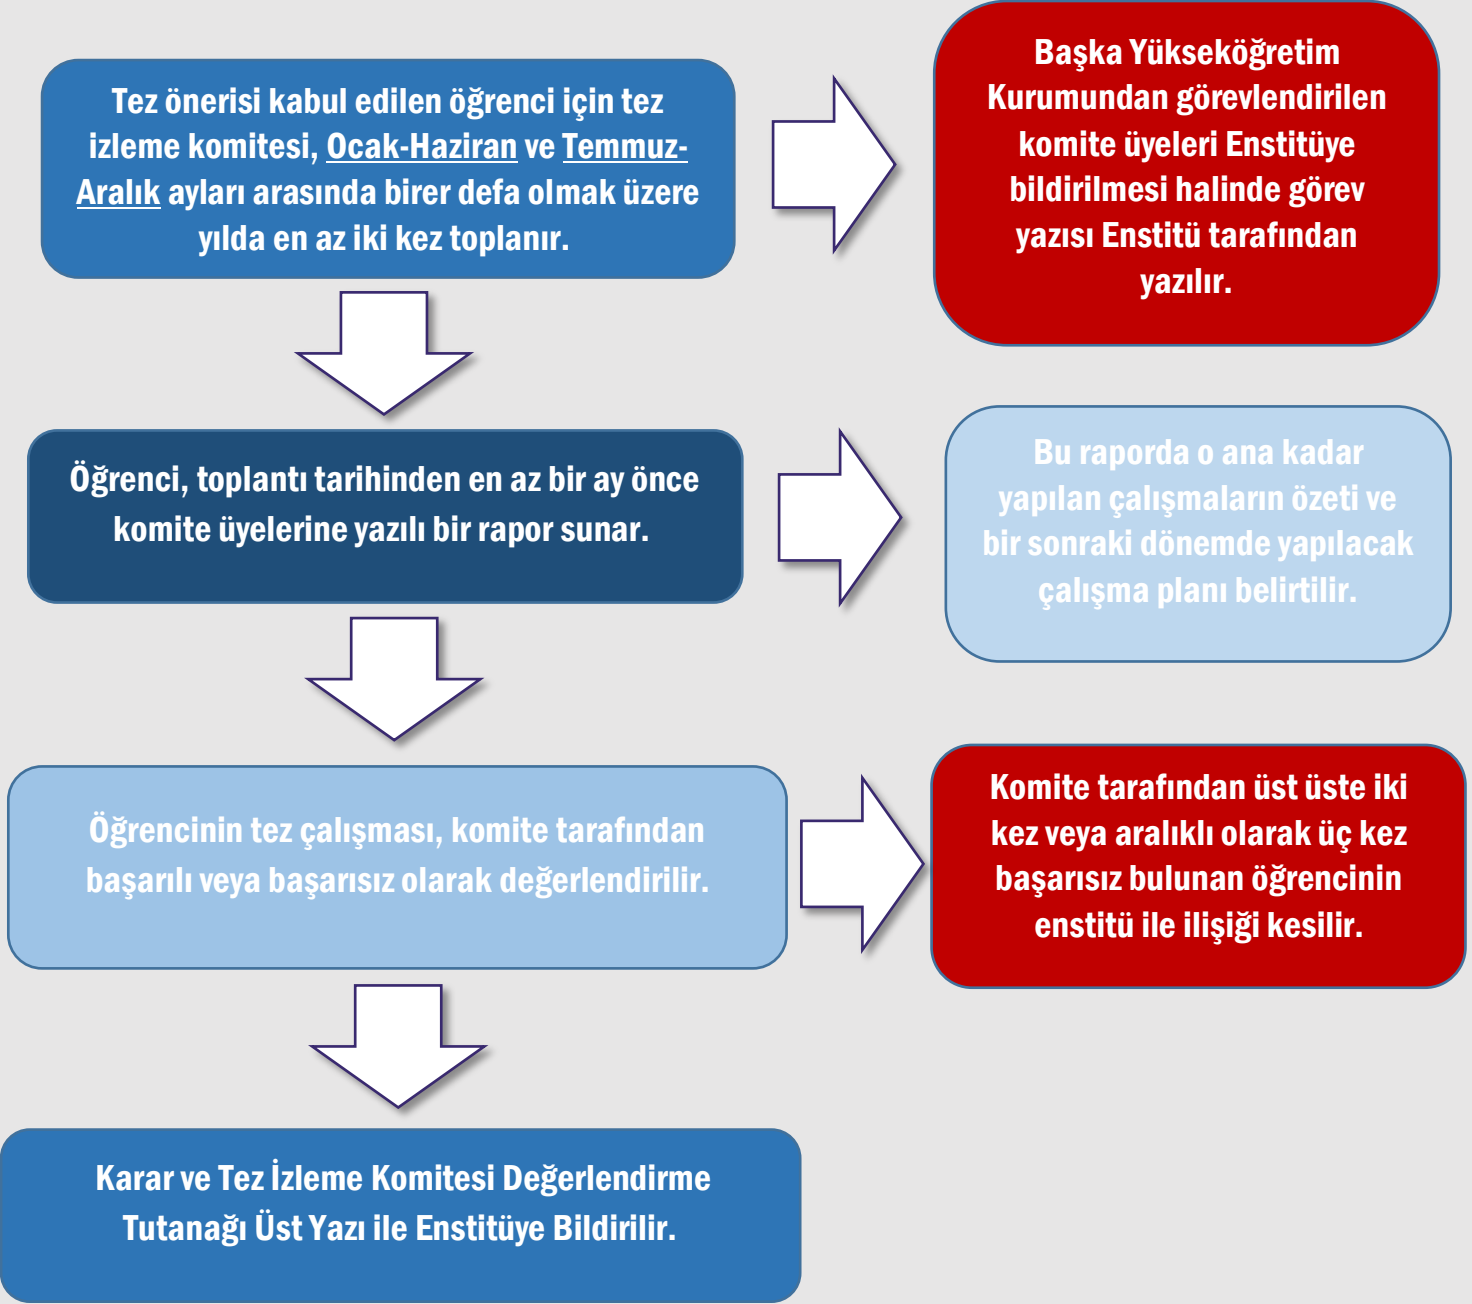 Tez önerisi kabul edilen öğrenci için tez
izleme komitesi, Ocak-Haziran ve Temmuz-
Aralık ayları arasında birer defa olmak üzere
yılda en az iki kez toplanır.
Başka Yükseköğretim
Kurumundan görevlendirilen
komite üyeleri Enstitüye
bildirilmesi halinde görev
yazısı Enstitü tarafından
yazılır.
Öğrenci, toplantı tarihinden en az bir ay önce
komite üyelerine yazılı bir rapor sunar.
Bu raporda o ana kadar
yapılan çalışmaların özeti ve
bir sonraki dönemde yapılacak
çalışma planı belirtilir.
Öğrencinin tez çalışması, komite tarafından
başarılı veya başarısız olarak değerlendirilir.
Komite tarafından üst üste iki
kez veya aralıklı olarak üç kez
başarısız bulunan öğrencinin
enstitü ile ilişiği kesilir.
Karar ve Tez İzleme Komitesi Değerlendirme
Tutanağı Üst Yazı ile Enstitüye Bildirilir.